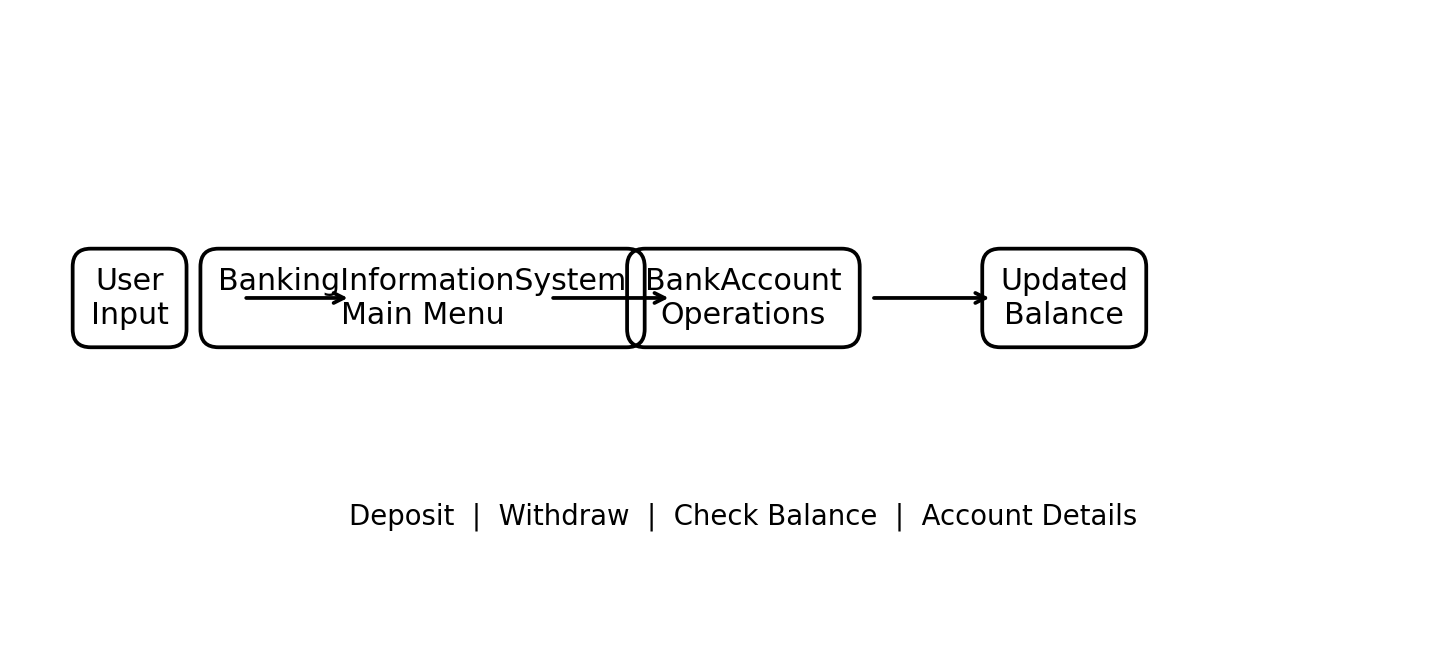 User
Input
BankingInformationSystem
Main Menu
BankAccount
Operations
Updated
Balance
Deposit | Withdraw | Check Balance | Account Details